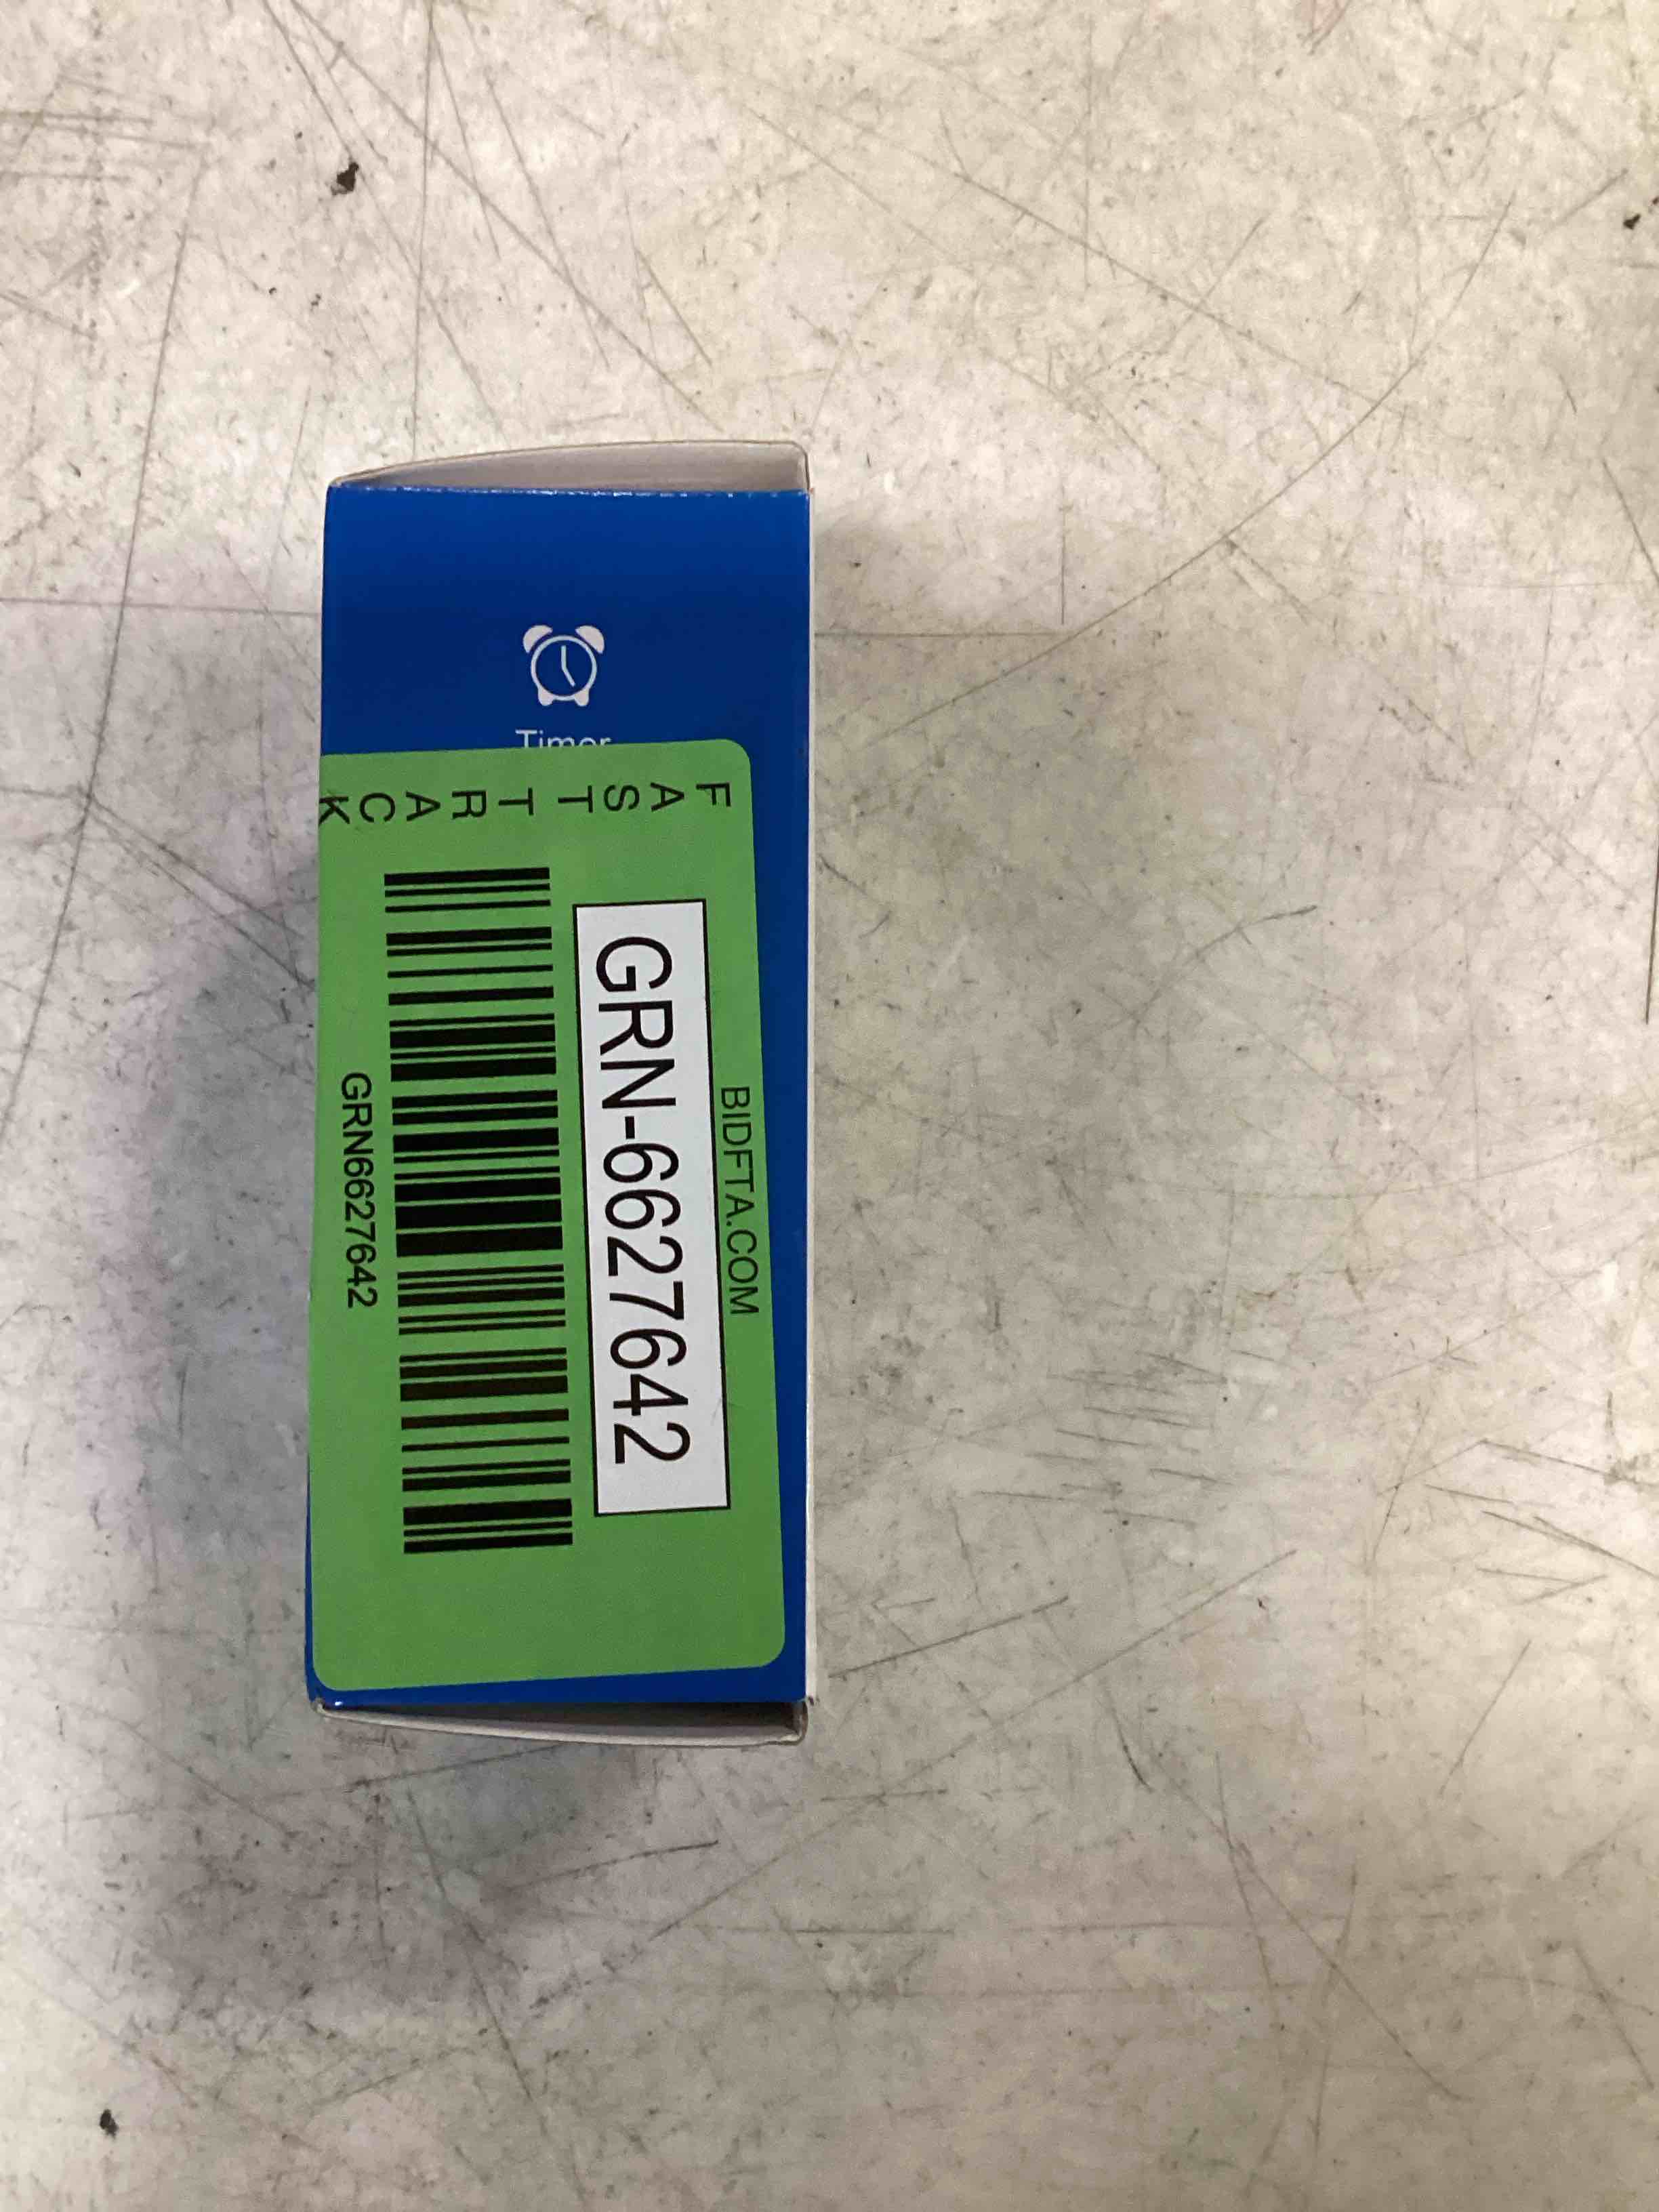 Timer
BIDFTA.COM
FAST TRACK
GRN-6627642
GRN6627642